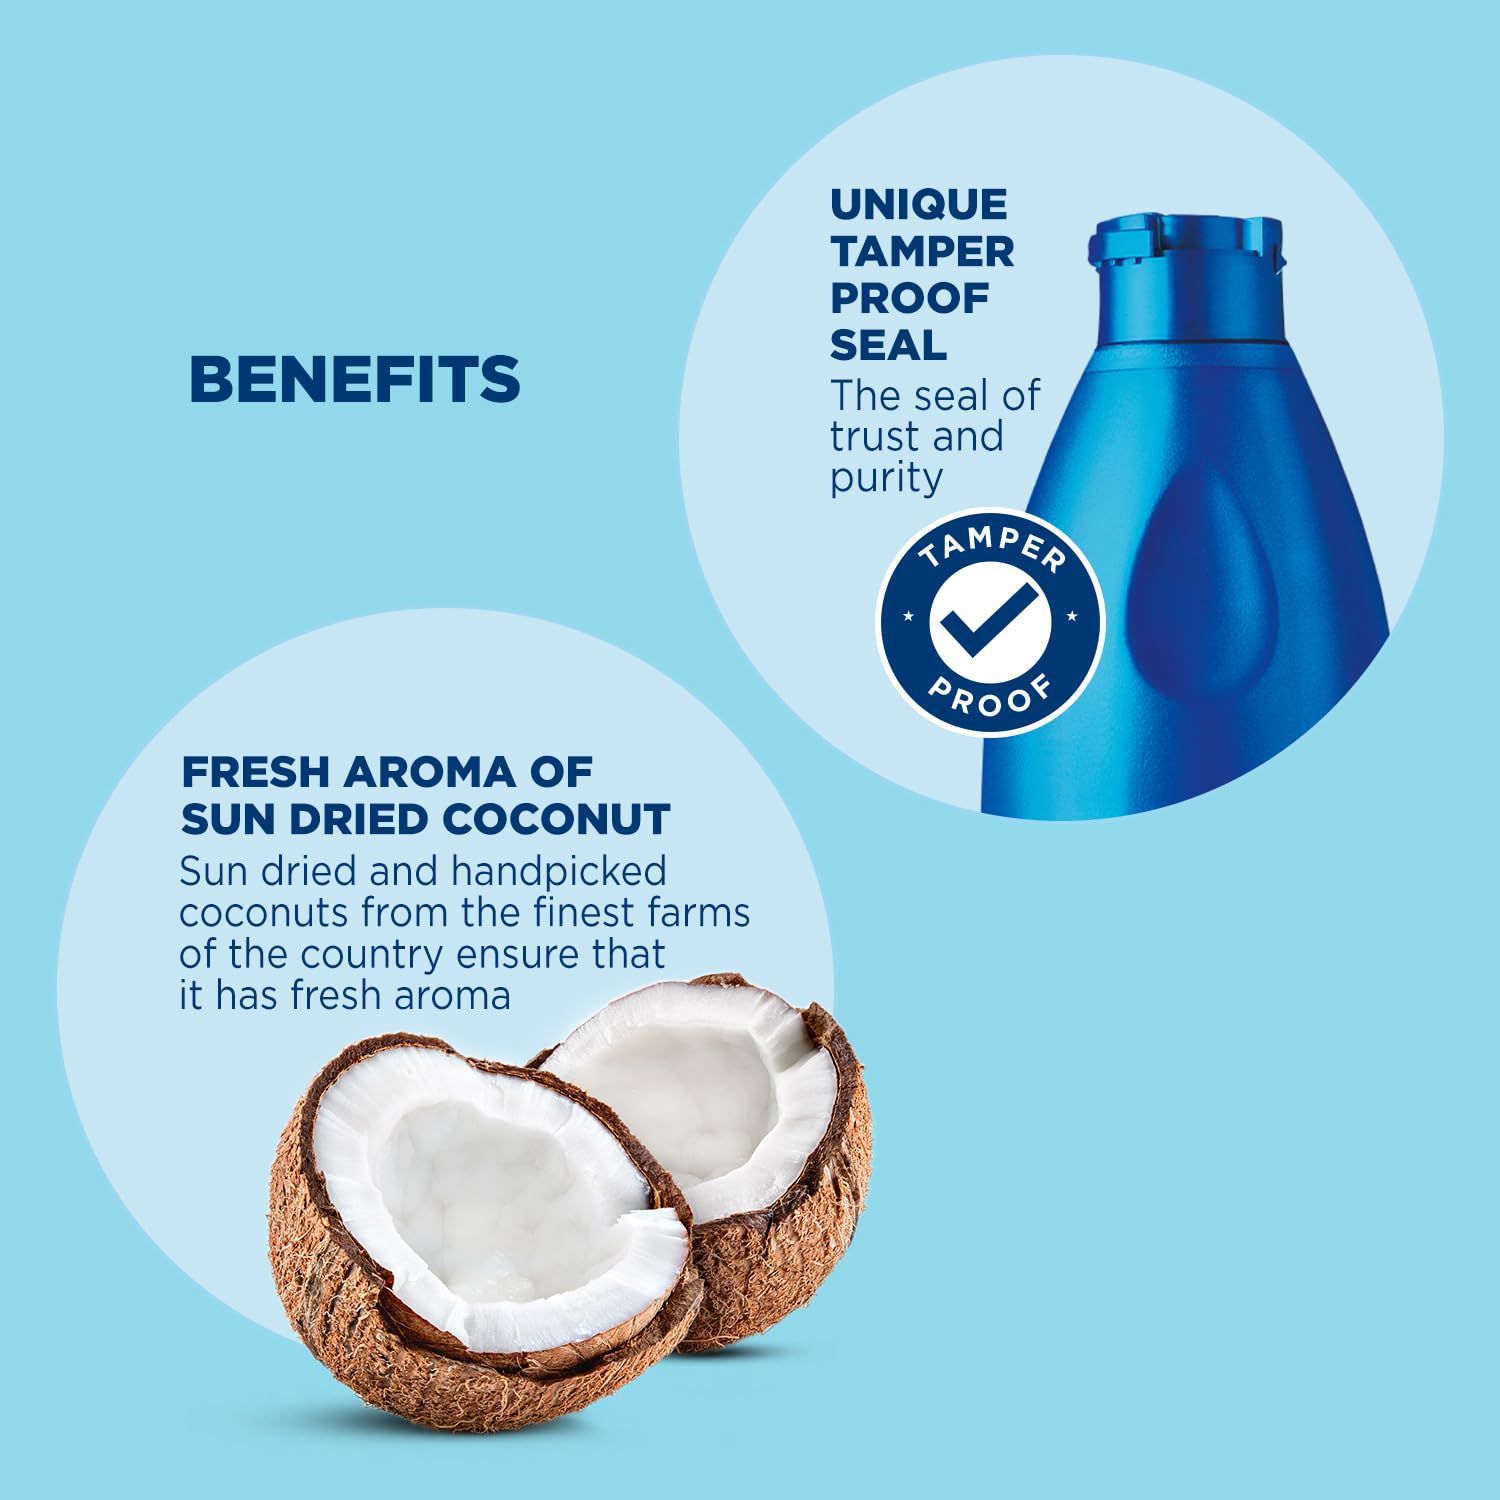 BENEFITS
UNIQUE
TAMPER
PROOF
SEAL
The seal of
trust and
purity
TAMPER
PROOF
FRESH AROMA OF
SUN DRIED COCONUT
Sun dried and handpicked
coconuts from the finest farms
of the country ensure that
it has fresh aroma